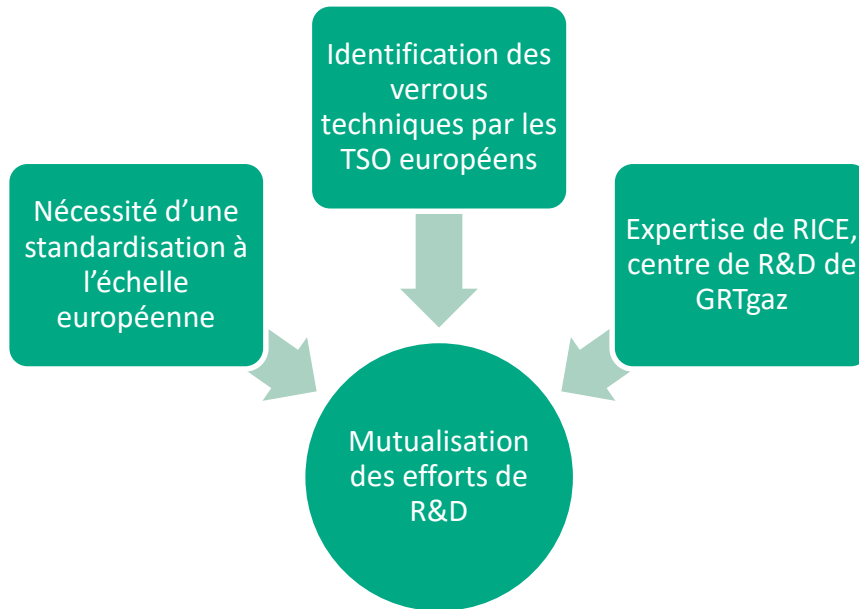 Identification des
verrous
techniques par les
TSO européens
Nécessité d’une
standardisation à
l’échelle
européenne
Expertise de RICE,
centre de R&D de
GRTgaz
Mutualisation
des efforts de
R&D